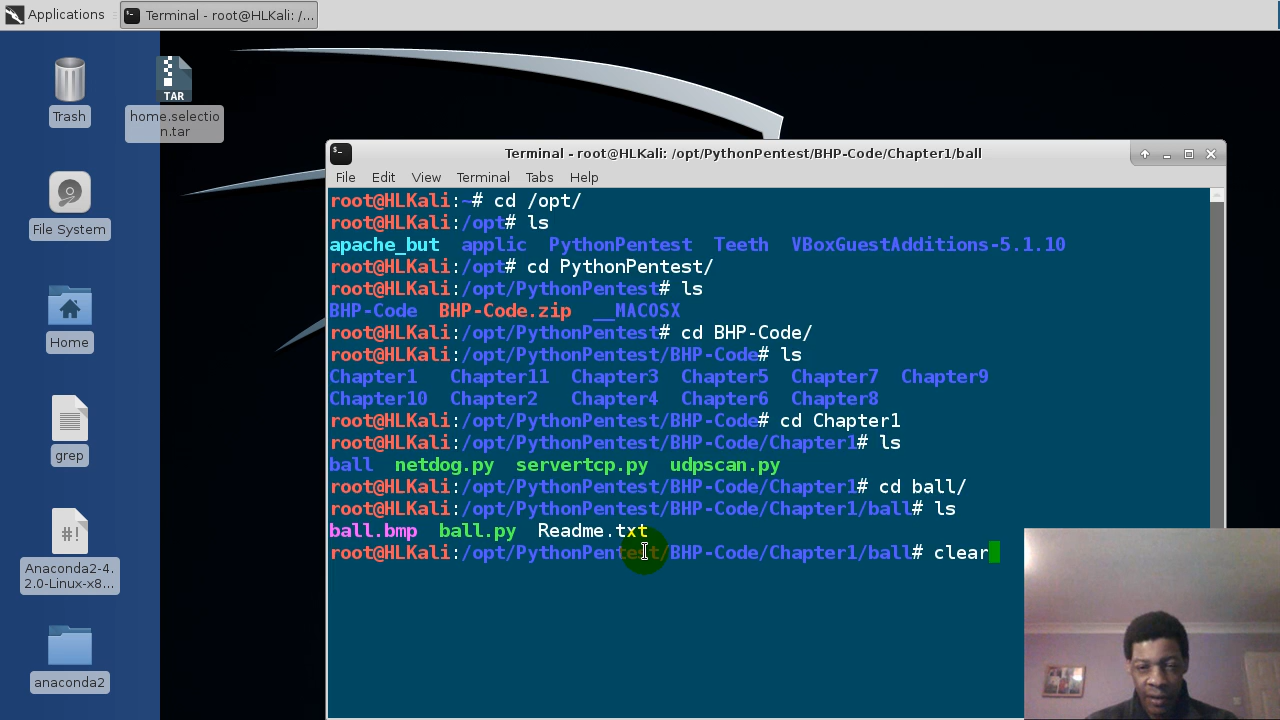 Applications
Terminal - root@HLKali: /...
Trash
TAR
home.selectio
n.tar
File System
Home
grep
#!
Anaconda2-4.
2.0-Linux-x8...
anaconda2
Terminal - root@HLKali: /opt/PythonPentest/BHP-Code/Chapter1/ball
File Edit View Terminal Tabs Help
root@HLKali:~# cd /opt/
root@HLKali:/opt# ls
apache_but applic PythonPentest Teeth VBoxGuestAdditions-5.1.10
root@HLKali:/opt# cd PythonPentest/
root@HLKali:/opt/PythonPentest# ls
BHP-Code BHP-Code.zip __MACOSX
root@HLKali:/opt/PythonPentest# cd BHP-Code/
root@HLKali:/opt/PythonPentest/BHP-Code# ls
Chapter1 Chapter11 Chapter3 Chapter5 Chapter7 Chapter9
Chapter10 Chapter2 Chapter4 Chapter6 Chapter8
root@HLKali:/opt/PythonPentest/BHP-Code# cd Chapter1
root@HLKali:/opt/PythonPentest/BHP-Code/Chapter1# ls
ball netdog.py servertcp.py udpscan.py
root@HLKali:/opt/PythonPentest/BHP-Code/Chapter1# cd ball/
root@HLKali:/opt/PythonPentest/BHP-Code/Chapter1/ball# ls
ball.bmp ball.py Readme.txt
root@HLKali:/opt/PythonPentest/BHP-Code/Chapter1/ball# clear